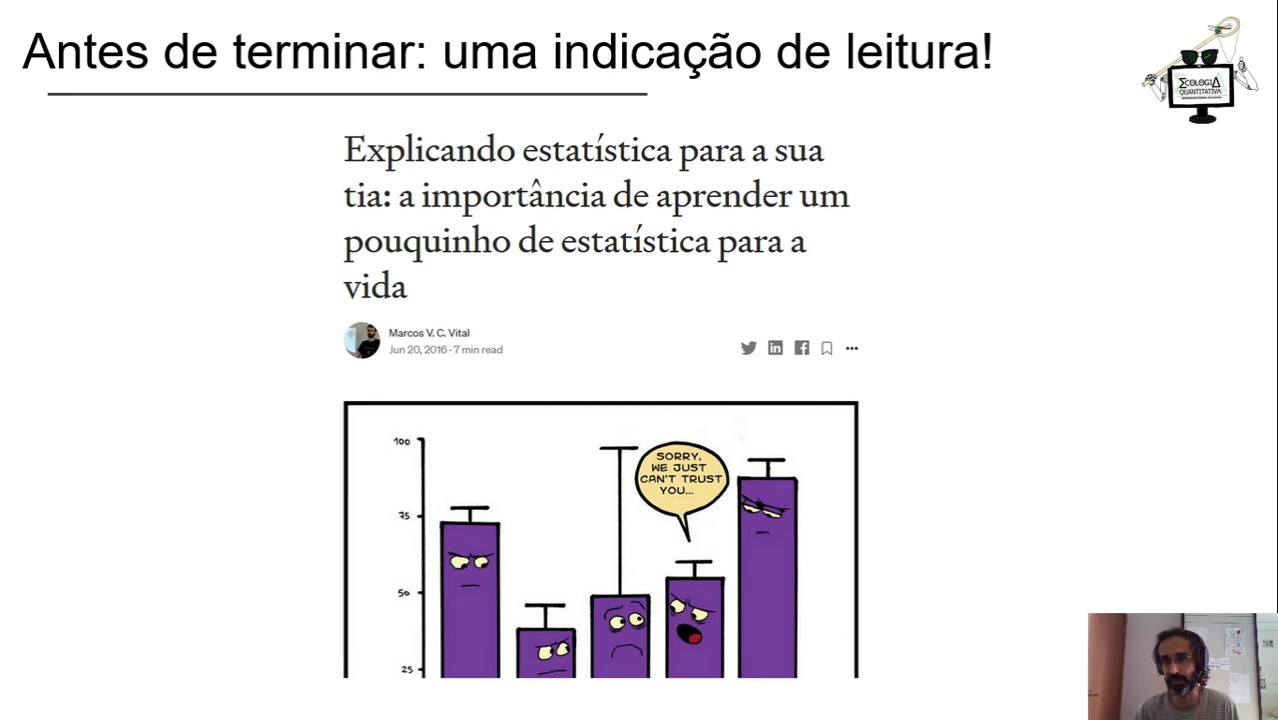 Antes de terminar: uma indicação de leitura!
ΣCOLOGIΔ
QUANTITATIVA
Explicando estatística para a sua
tia: a importância de aprender um
pouquinho de estatística para a
vida
Marcos V. C. Vital
Jun 20, 2016 · 7 min read
100
75
50
25
SORRY,
WE JUST
CAN'T TRUST
YOU...